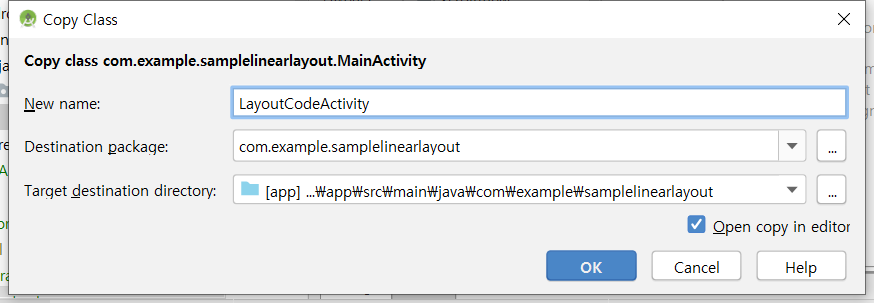 Copy Class
Copy class com.example.samplelinearlayout.MainActivity
New name: LayoutCodeActivity
Destination package: com.example.samplelinearlayout ...
Target destination directory: [app] ...₩app₩src₩main₩java₩com₩example₩samplelinearlayout ...
Open copy in editor
OK Cancel Help